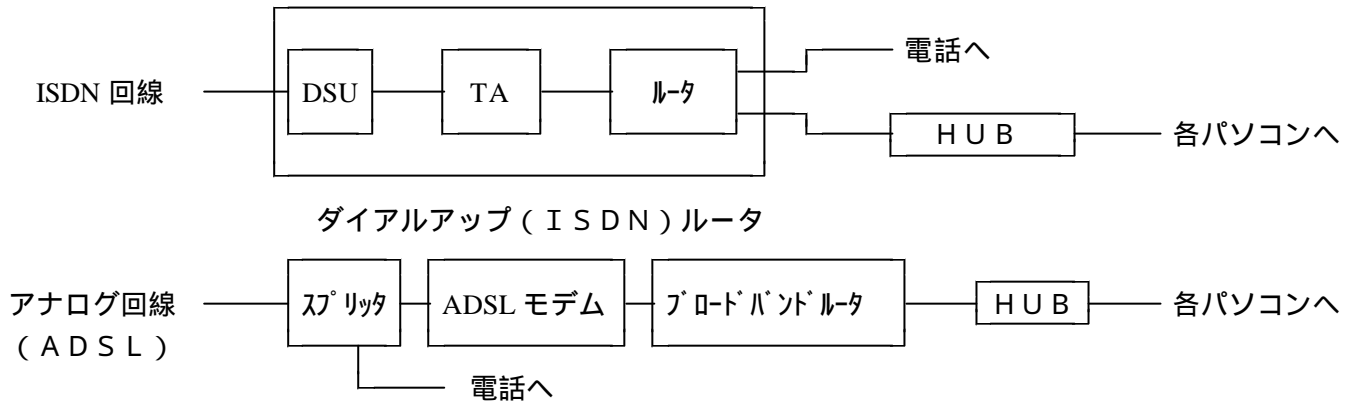 電話へ
ISDN 回線 DSU TA ﾙｰﾀ
ＨＵＢ 各パソコンへ
ダイアルアップ（ＩＳＤＮ）ルータ
アナログ回線 ｽﾌﾟﾘｯﾀ ADSL モデム ﾌﾞﾛｰﾄﾞﾊﾞﾝﾄﾞﾙｰﾀ ＨＵＢ 各パソコンへ
（ＡＤＳＬ）
電話へ